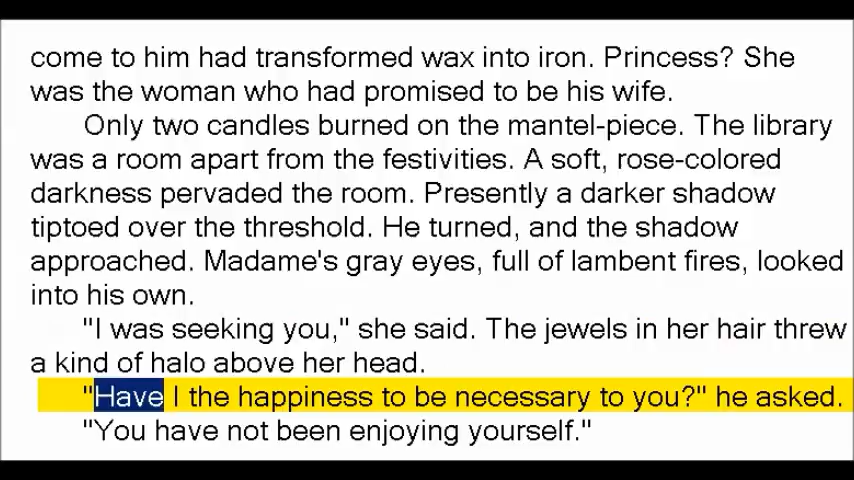 come to him had transformed wax into iron. Princess? She
was the woman who had promised to be his wife.
Only two candles burned on the mantel-piece. The library
was a room apart from the festivities. A soft, rose-colored
darkness pervaded the room. Presently a darker shadow
tiptoed over the threshold. He turned, and the shadow
approached. Madame's gray eyes, full of lambent fires, looked
into his own.
"I was seeking you," she said. The jewels in her hair threw
a kind of halo above her head.
"Have I the happiness to be necessary to you?" he asked.
"You have not been enjoying yourself."